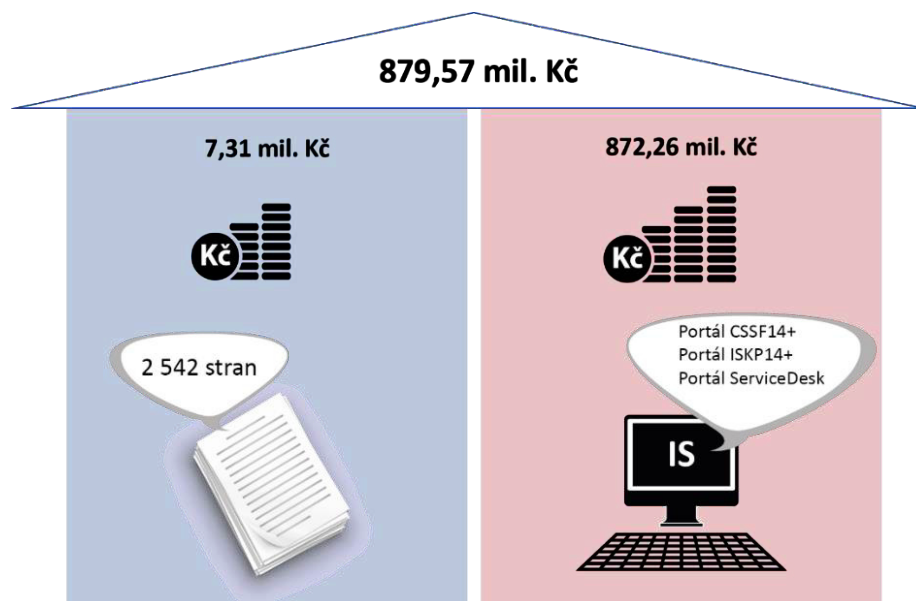 879,57 mil. Kč
7,31 mil. Kč
872,26 mil. Kč
Kč
Kč
2 542 stran
Portál CSSF14+
Portál ISKP14+
Portál ServiceDesk
IS